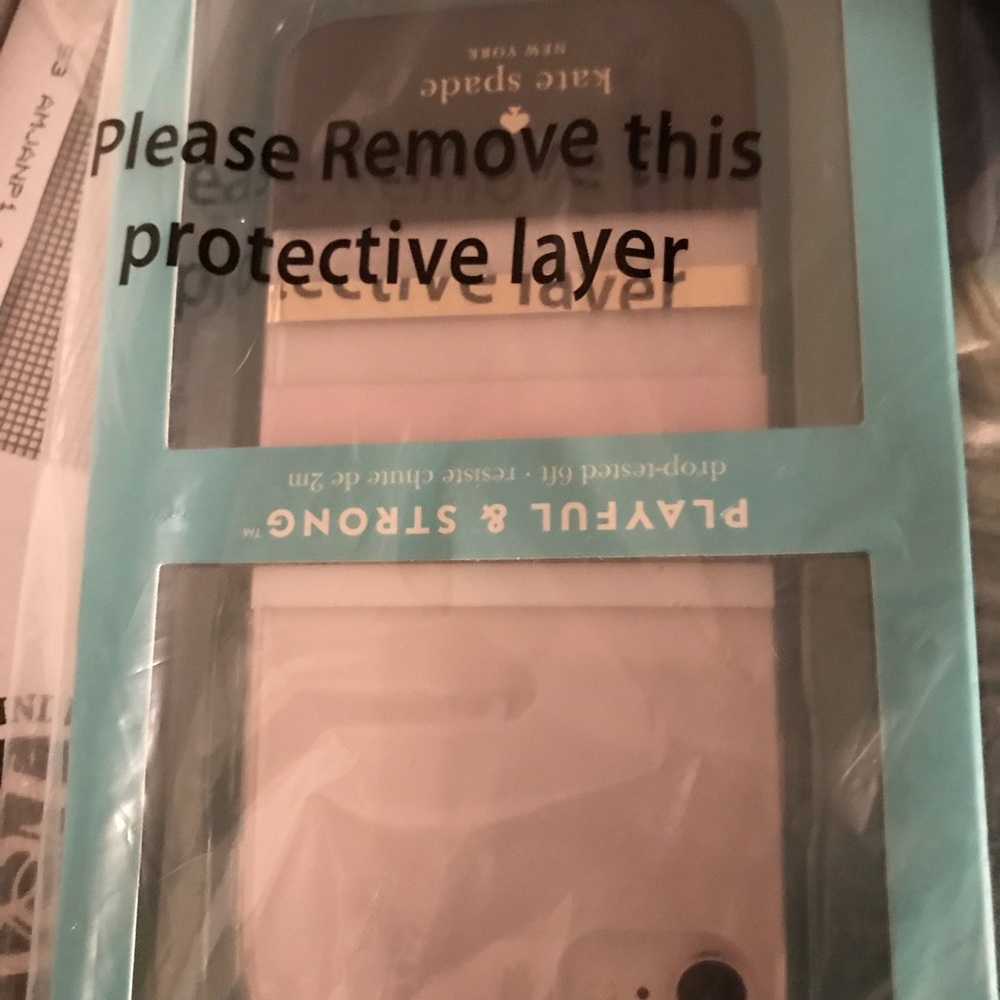 Please Remove this
protective layer
kate spade
NEW YORK
PLAYFUL & STRONG™
drop-tested 6ft · résiste chute de 2m